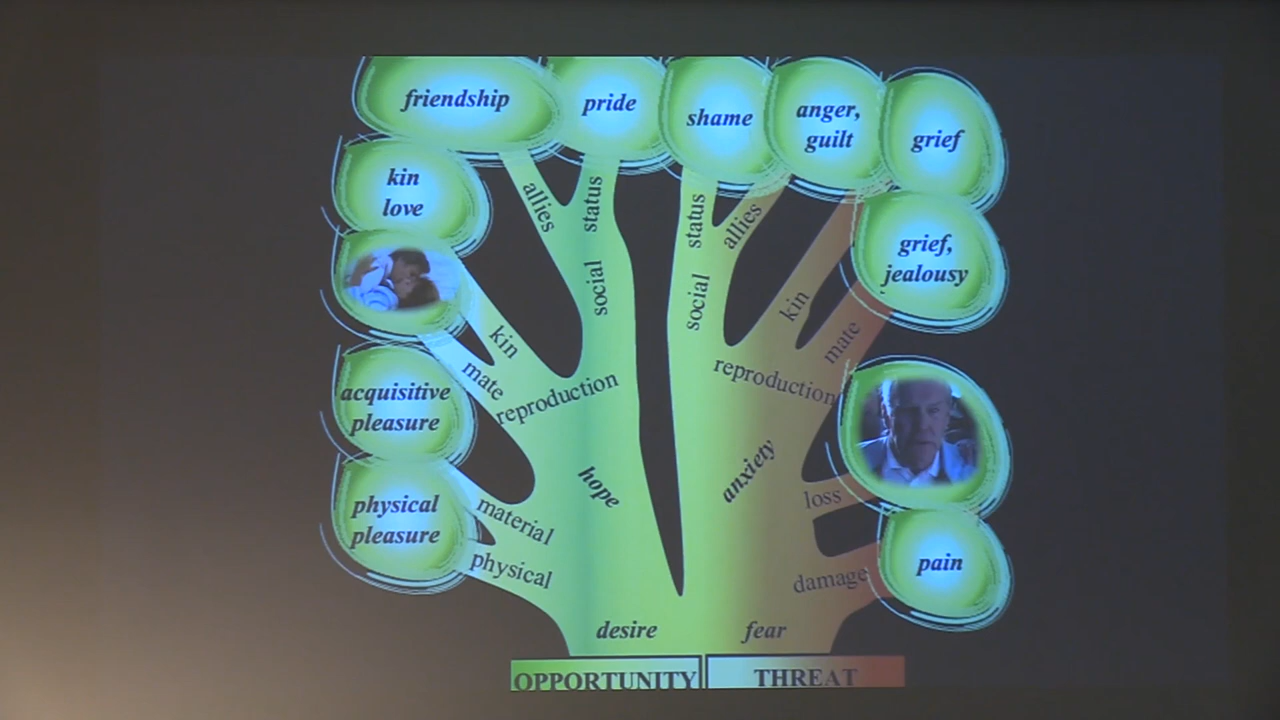 friendship
pride
shame
anger,
guilt
grief
kin
love
allies
status
status
allies
grief,
jealousy
social
social
kin
mate
kin
mate
reproduction
reproduction
acquisitive
pleasure
hope
anxiety
loss
physical
pleasure
material
physical
damage
pain
desire
fear
OPPORTUNITY
THREAT